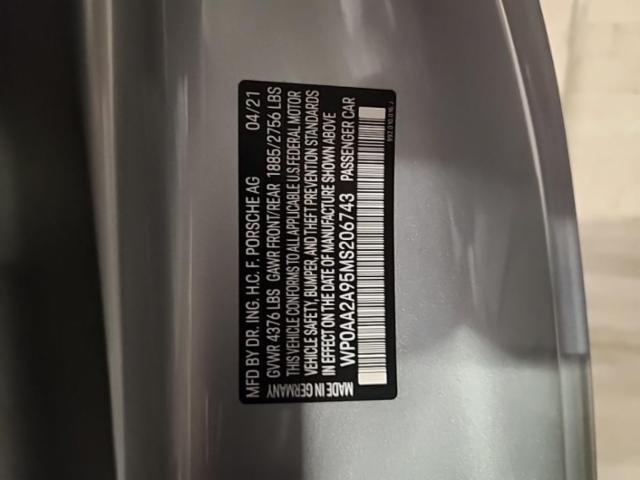 MFD BY DR. ING. H.C. F. PORSCHE AG 04/21
GVWR 4376 LBS GAWR FRONT/REAR 1885/2756 LBS
THIS VEHICLE CONFORMS TO ALL APPLICABLE U.S. FEDERAL MOTOR
VEHICLE SAFETY, BUMPER, AND THEFT PREVENTION STANDARDS
IN EFFECT ON THE DATE OF MANUFACTURE SHOWN ABOVE
WP0AA2A95MS206743 PASSENGER CAR
MADE IN GERMANY